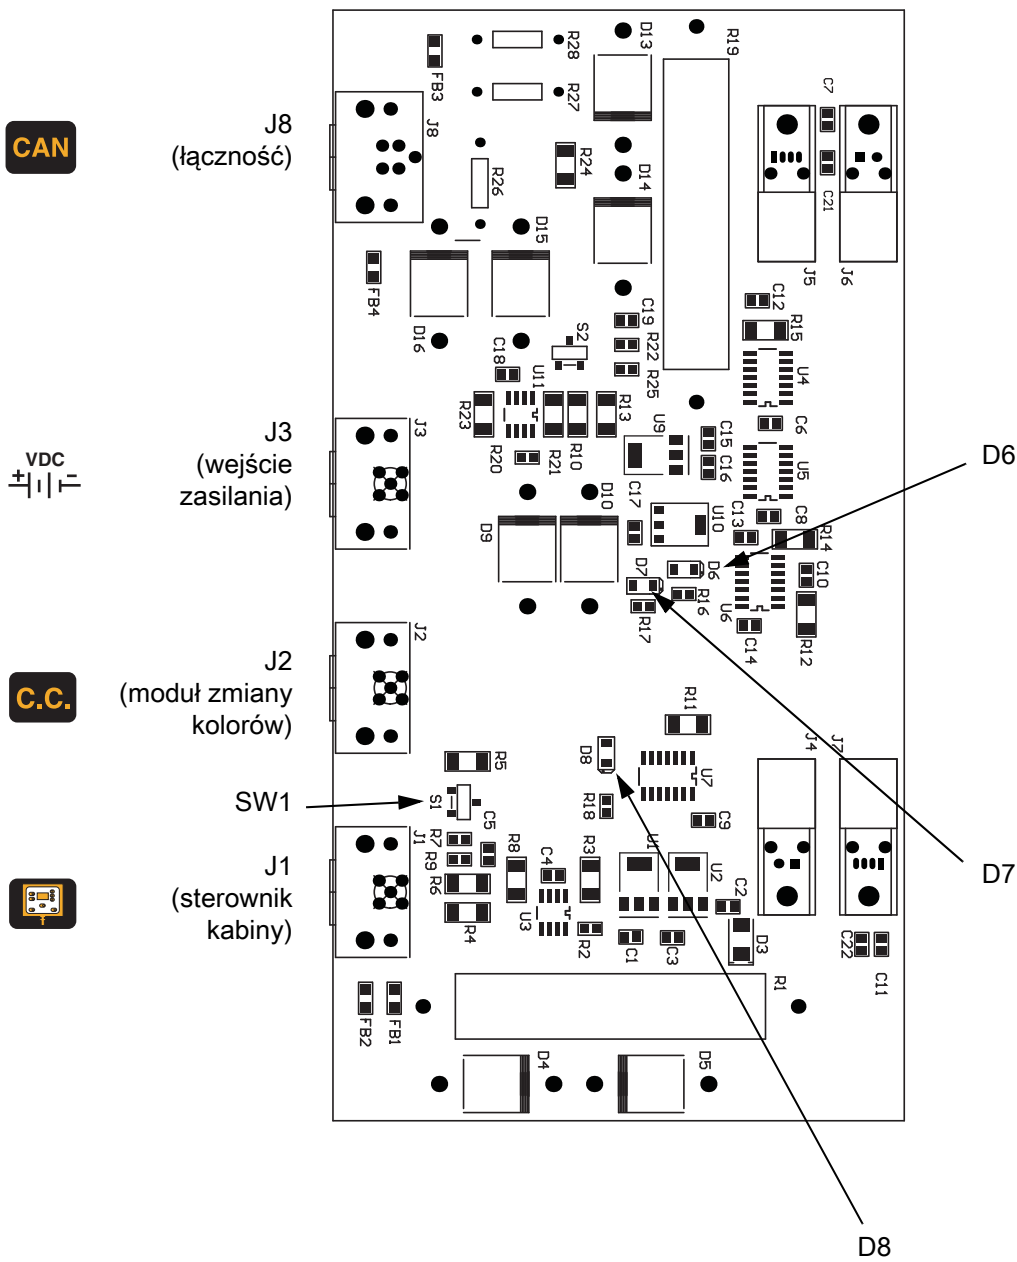 D13
R19
R28
C7
FB3
R27
J8
CAN
J8
(łączność)
R24
R26
D14
C21
D15
J5
J6
FB4
C12
C19
R15
D16
S2
R22
C18
U11
R25
U4
R23
R13
J3
U9
C6
J3
(wejście
zasilania)
VDC
+
-
C15
R20
R21
R10
C16
U5
D6
D10
C17
D9
U10
C13
C8
R14
D7
D6
C10
R16
R17
U6
J2
C14
R12
C.C.
J2
(moduł zmiany
kolorów)
R11
J4
J7
D8
R5
U7
SW1
S1
R18
C9
C5
J1
R7
R8
R3
U1
J1
(sterownik
kabiny)
R9
C4
U2
D7
R6
C2
U3
R4
R2
C1
C3
D3
C22
C11
R1
FB2
FB1
D4
D5
D8